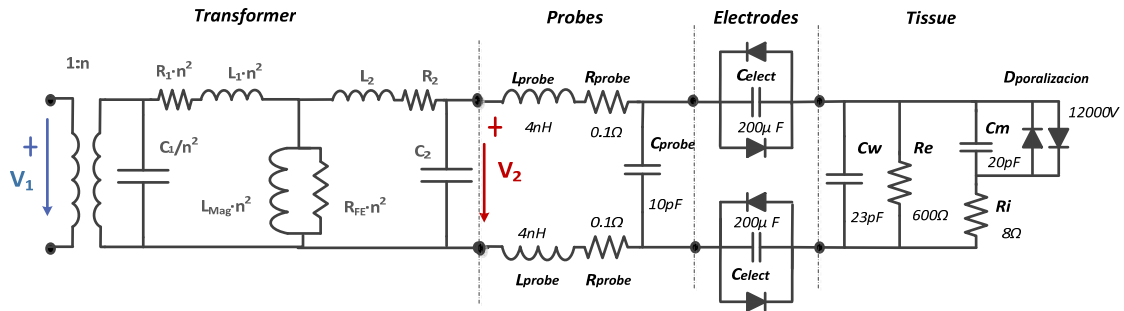 Transformer
Probes
Electrodes
Tissue
1:n
R₁·n²
L₁·n²
L₂
R₂
Lprobe
Rprobe
Celect
Dporalizacion
4nH
0.1Ω
200µ F
12000V
+
V₁
C₁/n²
LMag·n²
RFE·n²
C₂
+
V₂
Cprobe
10pF
Cw
23pF
Re
600Ω
Cm
20pF
Ri
8Ω
4nH
0.1Ω
200µ F
Lprobe
Rprobe
Celect